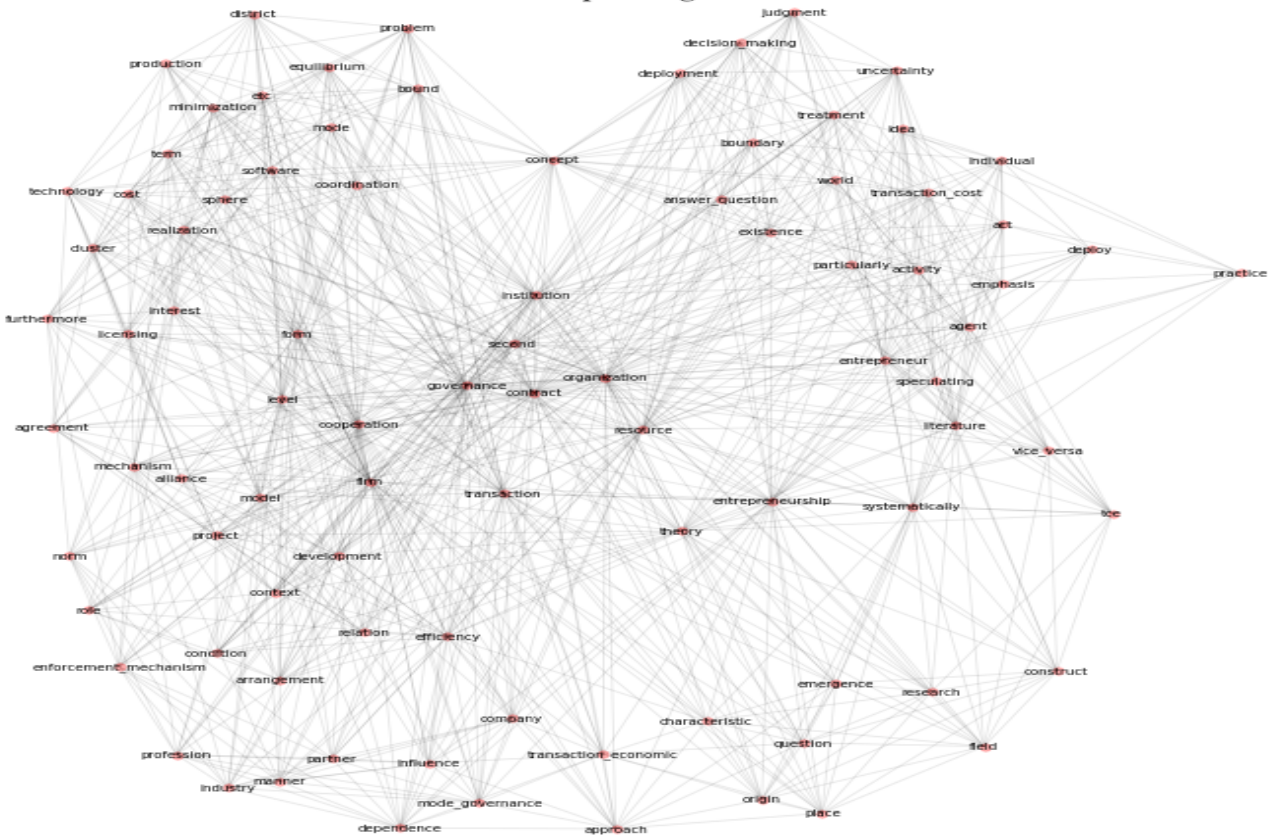 district
judgment
problem
decision_making
production
equilibrium
deployment
uncertainty
etc
bound
minimization
treatment
mode
idea
boundary
term
concept
individual
software
coordination
world
technology
cost
sphere
answer_question
transaction_cost
act
realization
existence
cluster
deploy
particularly
activity
practice
emphasis
institution
interest
furthermore
licensing
form
agent
second
entrepreneur
organization
speculating
governance
contract
level
agreement
cooperation
resource
literature
vice_versa
mechanism
alliance
firm
model
transaction
entrepreneurship
systematically
tce
project
theory
norm
development
context
role
relation
efficiency
condition
enforcement_mechanism
arrangement
construct
emergence
research
company
characteristic
question
field
profession
partner
influence
transaction_economic
industry
manner
mode_governance
origin
place
dependence
approach